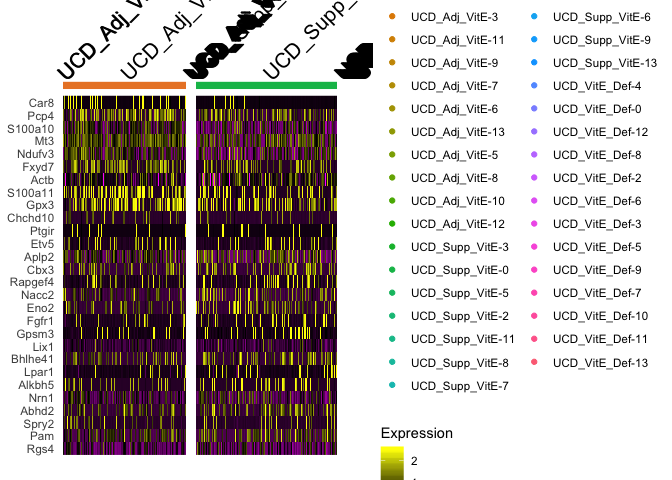 UCD_Adj_Vi
UCD_Adj_Vi
UCD_Supp_
UCD_Adj_VitE-3
UCD_Adj_VitE-11
UCD_Adj_VitE-9
UCD_Adj_VitE-7
UCD_Adj_VitE-6
UCD_Adj_VitE-13
UCD_Adj_VitE-5
UCD_Adj_VitE-8
UCD_Adj_VitE-10
UCD_Adj_VitE-12
UCD_Supp_VitE-3
UCD_Supp_VitE-0
UCD_Supp_VitE-5
UCD_Supp_VitE-2
UCD_Supp_VitE-11
UCD_Supp_VitE-8
UCD_Supp_VitE-7
UCD_Supp_VitE-6
UCD_Supp_VitE-9
UCD_Supp_VitE-13
UCD_VitE_Def-4
UCD_VitE_Def-0
UCD_VitE_Def-12
UCD_VitE_Def-8
UCD_VitE_Def-2
UCD_VitE_Def-6
UCD_VitE_Def-3
UCD_VitE_Def-5
UCD_VitE_Def-9
UCD_VitE_Def-7
UCD_VitE_Def-10
UCD_VitE_Def-11
UCD_VitE_Def-13
Car8
Pcp4
S100a10
Mt3
Ndufv3
Fxyd7
Actb
S100a11
Gpx3
Chchd10
Ptgir
Etv5
Aplp2
Cbx3
Rapgef4
Nacc2
Eno2
Fgfr1
Gpsm3
Lix1
Bhlhe41
Lpar1
Alkbh5
Nrn1
Abhd2
Spry2
Pam
Rgs4
Expression
2